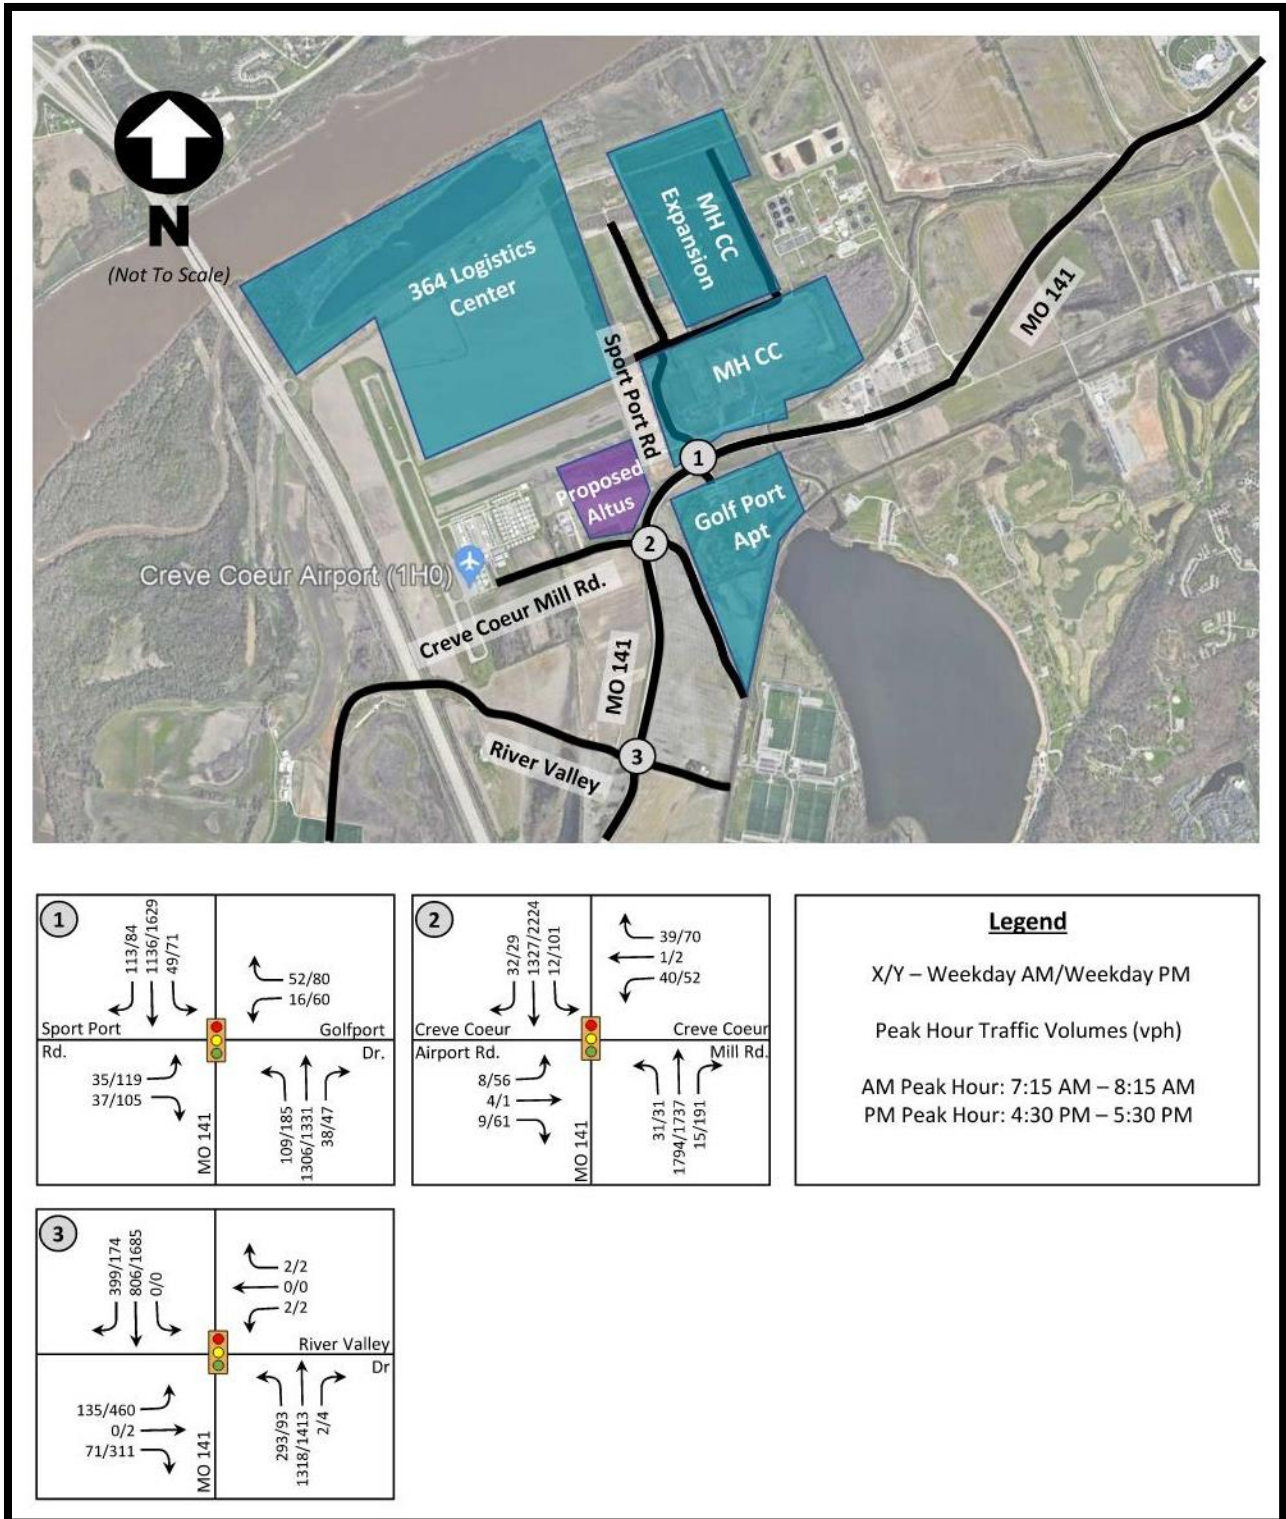 N
(Not To Scale)
364 Logistics
Center
MH CC
Expansion
MH CC
MO 141
Sport Port Rd
1
Proposed
Altus
Golf Port
Apt
2
Creve Coeur Airport (1H0)
Creve Coeur Mill Rd.
MO 141
River Valley
3
1
113/84
1136/1629
49/71
52/80
16/60
Sport Port
Rd.
Golfport
Dr.
35/119
37/105
MO 141
109/185
1306/1331
38/47
2
32/29
1327/2224
12/101
39/70
1/2
40/52
Creve Coeur
Airport Rd.
Creve Coeur
Mill Rd.
8/56
4/1
9/61
MO 141
31/31
1794/1737
15/191
Legend
X/Y – Weekday AM/Weekday PM
Peak Hour Traffic Volumes (vph)
AM Peak Hour: 7:15 AM – 8:15 AM
PM Peak Hour: 4:30 PM – 5:30 PM
3
399/174
806/1685
0/0
2/2
0/0
2/2
River Valley
Dr
135/460
0/2
71/311
MO 141
293/93
1318/1413
2/4